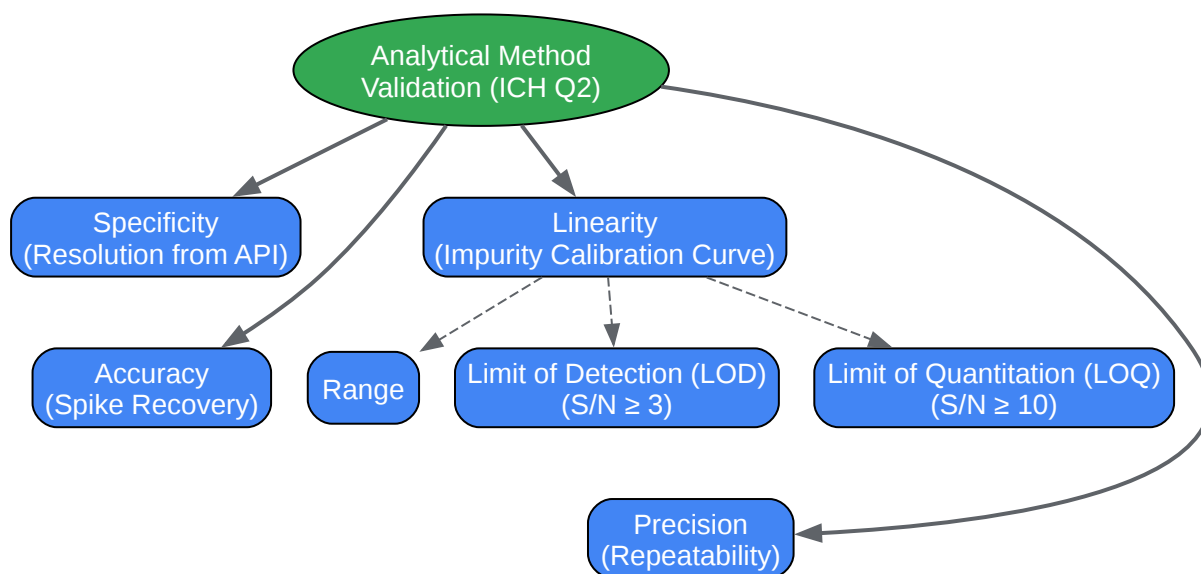 Analytical Method
Validation (ICH Q2)
Specificity
(Resolution from API)
Linearity
(Impurity Calibration Curve)
Accuracy
(Spike Recovery)
Range
Limit of Detection (LOD)
(S/N ≥ 3)
Limit of Quantitation (LOQ)
(S/N ≥ 10)
Precision
(Repeatability)